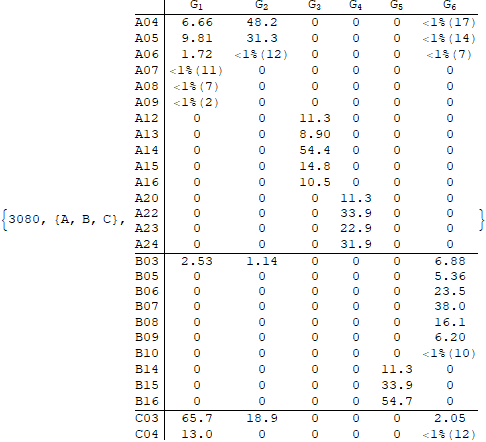 G1 G2 G3 G4 G5 G6
A04 6.66 48.2 0 0 0 <1%(17)
A05 9.81 31.3 0 0 0 <1%(14)
A06 1.72 <1%(12) 0 0 0 <1%(7)
A07 <1%(11) 0 0 0 0 0
A08 <1%(7) 0 0 0 0 0
A09 <1%(2) 0 0 0 0 0
A12 0 0 11.3 0 0 0
A13 0 0 8.90 0 0 0
A14 0 0 54.4 0 0 0
A15 0 0 14.8 0 0 0
A16 0 0 10.5 0 0 0
A20 0 0 0 11.3 0 0
{3080, {A, B, C}, A22 0 0 0 33.9 0 0 }
A23 0 0 0 22.9 0 0
A24 0 0 0 31.9 0 0
B03 2.53 1.14 0 0 0 6.88
B05 0 0 0 0 0 5.36
B06 0 0 0 0 0 23.5
B07 0 0 0 0 0 38.0
B08 0 0 0 0 0 16.1
B09 0 0 0 0 0 6.20
B10 0 0 0 0 0 <1%(10)
B14 0 0 0 0 11.3 0
B15 0 0 0 0 33.9 0
B16 0 0 0 0 54.7 0
C03 65.7 18.9 0 0 0 2.05
C04 13.0 0 0 0 0 <1%(12)